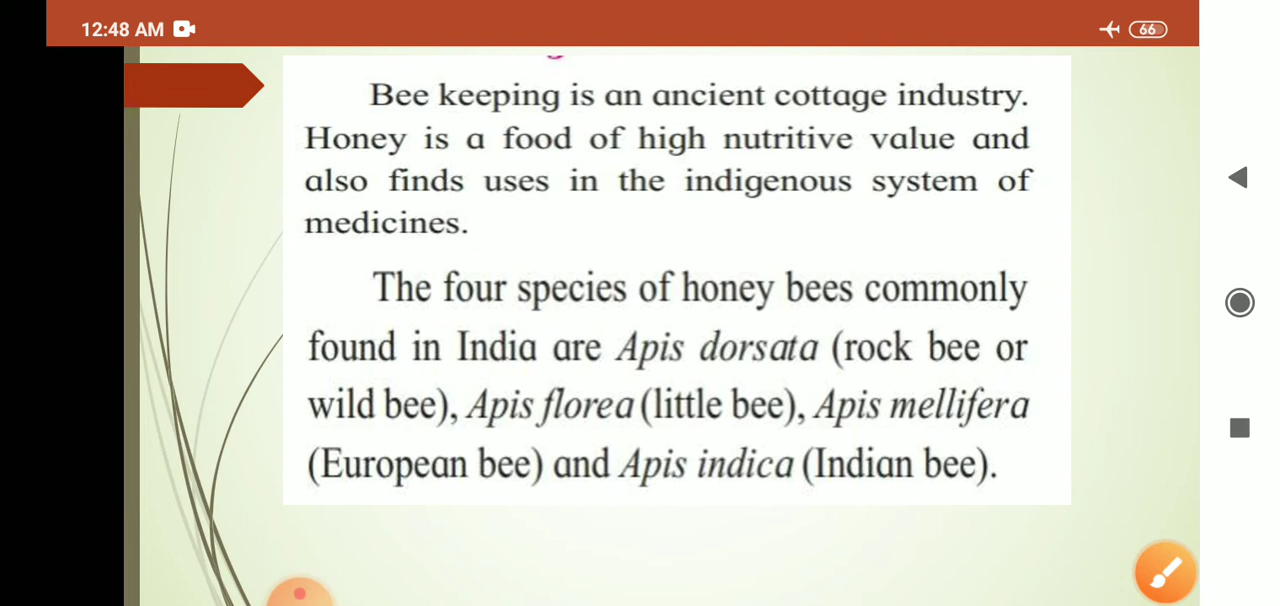 12:48 AM
66
Bee keeping is an ancient cottage industry.
Honey is a food of high nutritive value and
also finds uses in the indigenous system of
medicines.
The four species of honey bees commonly
found in India are Apis dorsata (rock bee or
wild bee), Apis florea (little bee), Apis mellifera
(European bee) and Apis indica (Indian bee).